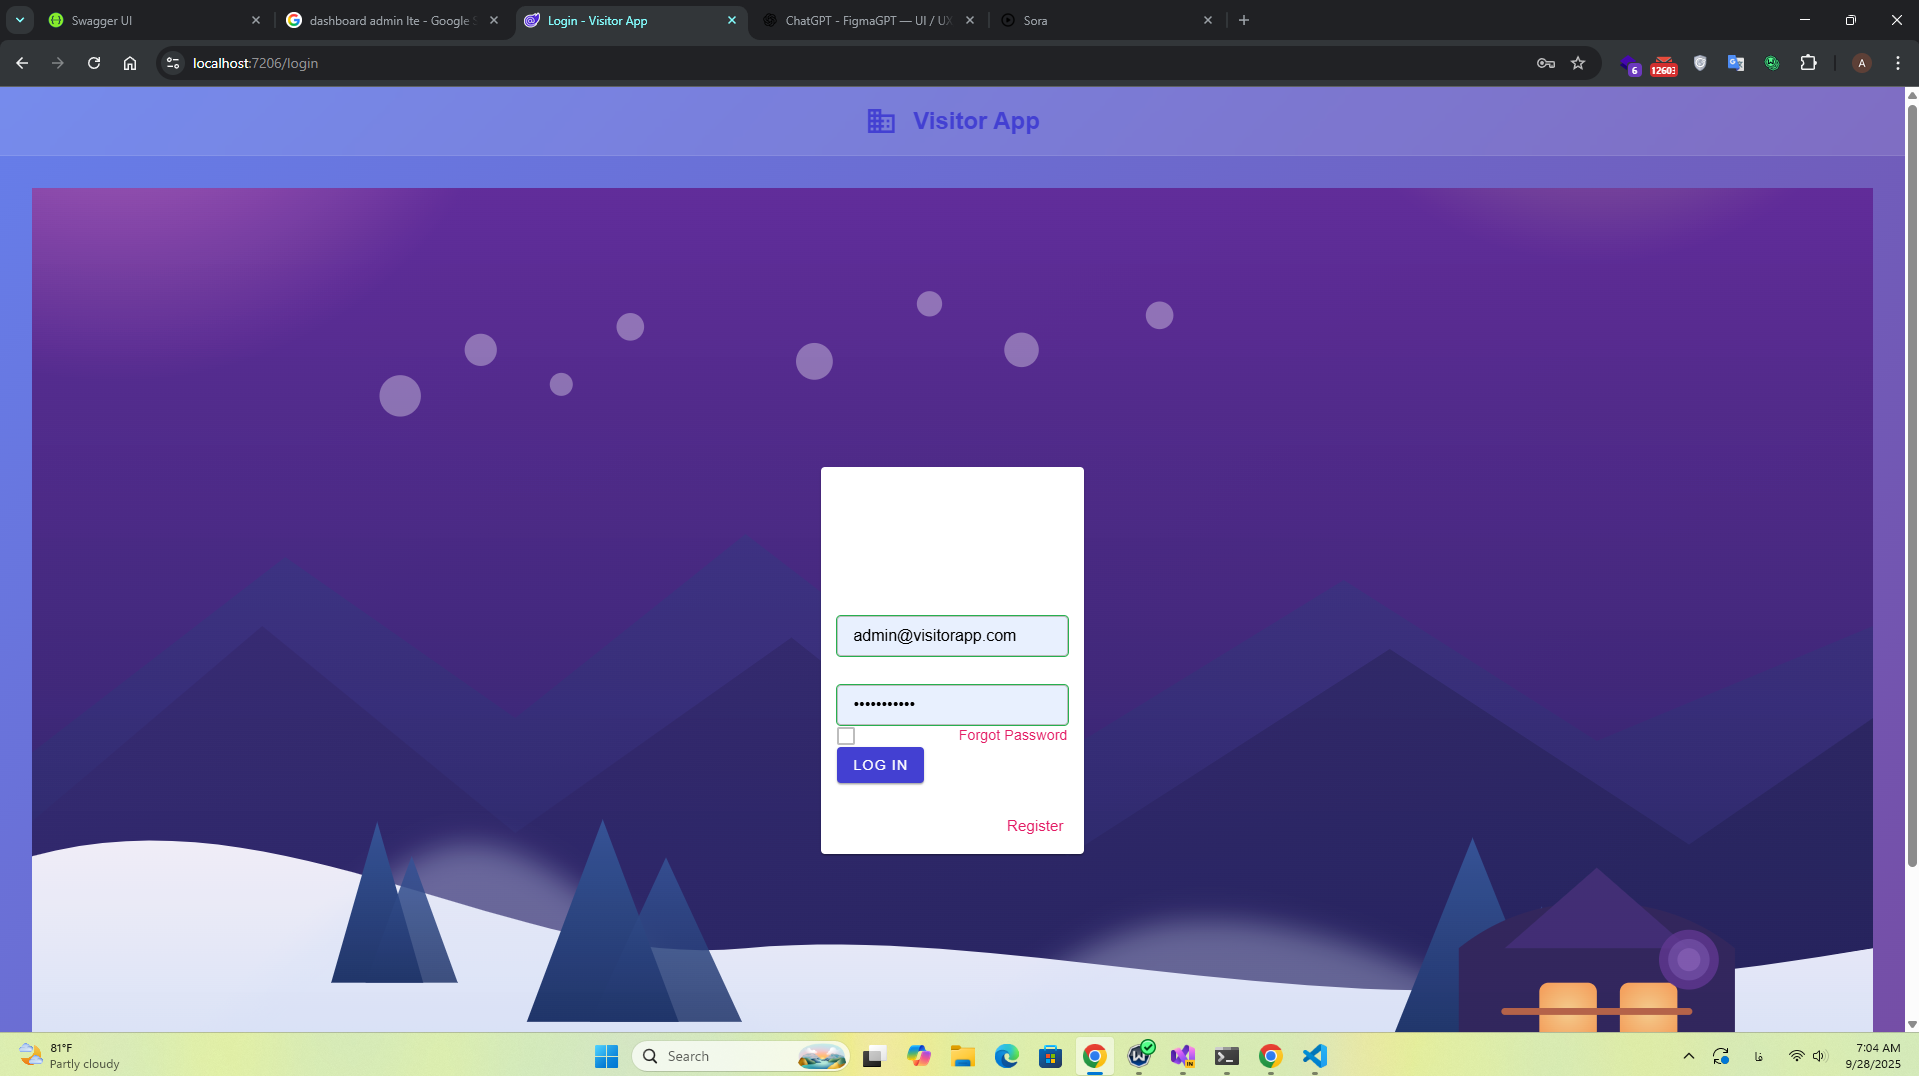 Swagger UI
dashboard admin lte - Google S
Login - Visitor App
ChatGPT - FigmaGPT — UI / UX
Sora
localhost:7206/login
6
12603
A
Visitor App
admin@visitorapp.com
•••••••••••
Forgot Password
LOG IN
Register
81°F
Partly cloudy
Search
فا
7:04 AM
9/28/2025